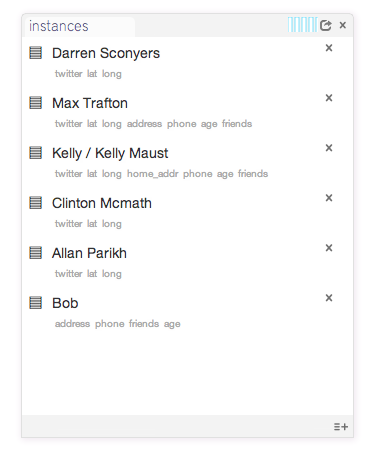 instances
Darren Sconyers
twitter lat long
Max Trafton
twitter lat long address phone age friends
Kelly / Kelly Maust
twitter lat long home_addr phone age friends
Clinton Mcmath
twitter lat long
Allan Parikh
twitter lat long
Bob
address phone friends age